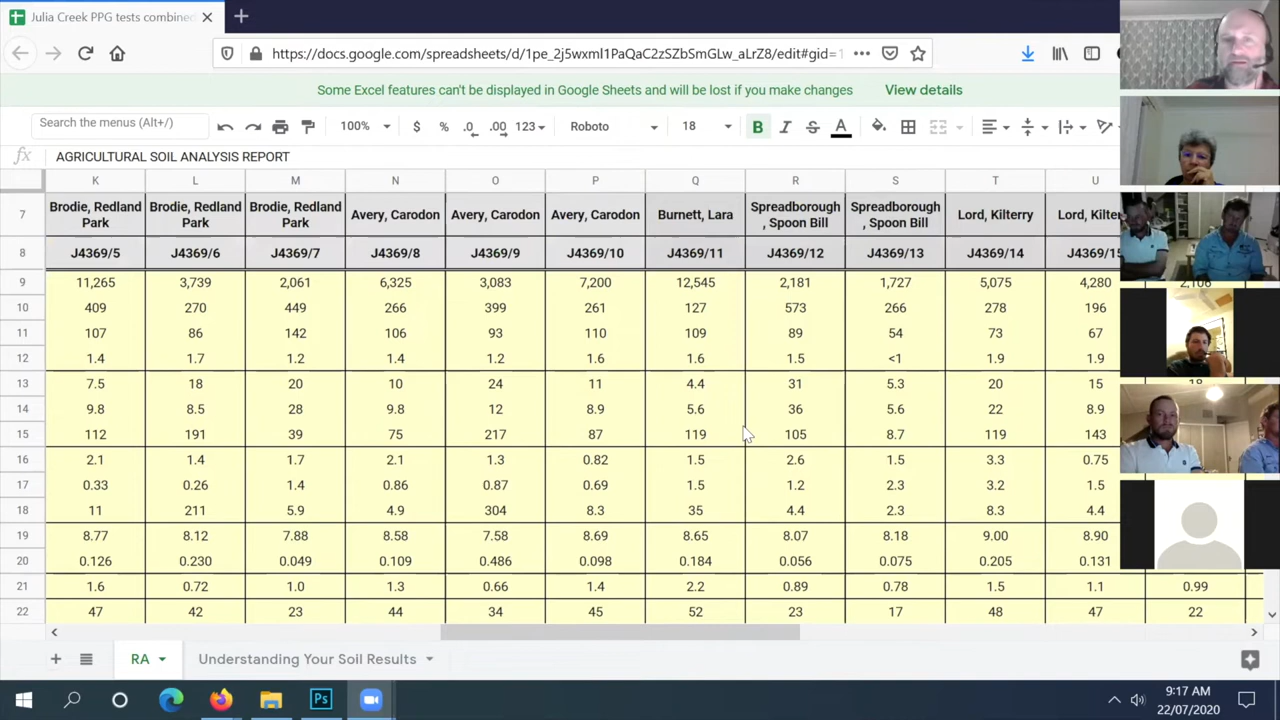 Julia Creek PPG tests combined
https://docs.google.com/spreadsheets/d/1pe_2j5wxml1PaQaC2zSZbSmGLw_aLrZ8/edit#gid=1
Some Excel features can't be displayed in Google Sheets and will be lost if you make changes View details
Search the menus (Alt+/) 100% $ % .0 .00 123 Roboto 18 B I S A
fx AGRICULTURAL SOIL ANALYSIS REPORT
K L M N O P Q R S T U
7 Brodie, Redland Park Brodie, Redland Park Brodie, Redland Park Avery, Carodon Avery, Carodon Avery, Carodon Burnett, Lara Spreadborough , Spoon Bill Spreadborough , Spoon Bill Lord, Kilterry Lord, Kilter
8 J4369/5 J4369/6 J4369/7 J4369/8 J4369/9 J4369/10 J4369/11 J4369/12 J4369/13 J4369/14 J4369/15
9 11,265 3,739 2,061 6,325 3,083 7,200 12,545 2,181 1,727 5,075 4,280 2,106
10 409 270 449 266 399 261 127 573 266 278 196
11 107 86 142 106 93 110 109 89 54 73 67
12 1.4 1.7 1.2 1.4 1.2 1.6 1.6 1.5 <1 1.9 1.9
13 7.5 18 20 10 24 11 4.4 31 5.3 20 15 18
14 9.8 8.5 28 9.8 12 8.9 5.6 36 5.6 22 8.9
15 112 191 39 75 217 87 119 105 8.7 119 143
16 2.1 1.4 1.7 2.1 1.3 0.82 1.5 2.6 1.5 3.3 0.75
17 0.33 0.26 1.4 0.86 0.87 0.69 1.5 1.2 2.3 3.2 1.5
18 11 211 5.9 4.9 304 8.3 35 4.4 2.3 8.3 4.4
19 8.77 8.12 7.88 8.58 7.58 8.69 8.65 8.07 8.18 9.00 8.90
20 0.126 0.230 0.049 0.109 0.486 0.098 0.184 0.056 0.075 0.205 0.131
21 1.6 0.72 1.0 1.3 0.66 1.4 2.2 0.89 0.78 1.5 1.1 0.99
22 47 42 23 44 34 45 52 23 17 48 47 22
RA Understanding Your Soil Results
Ps
9:17 AM
22/07/2020